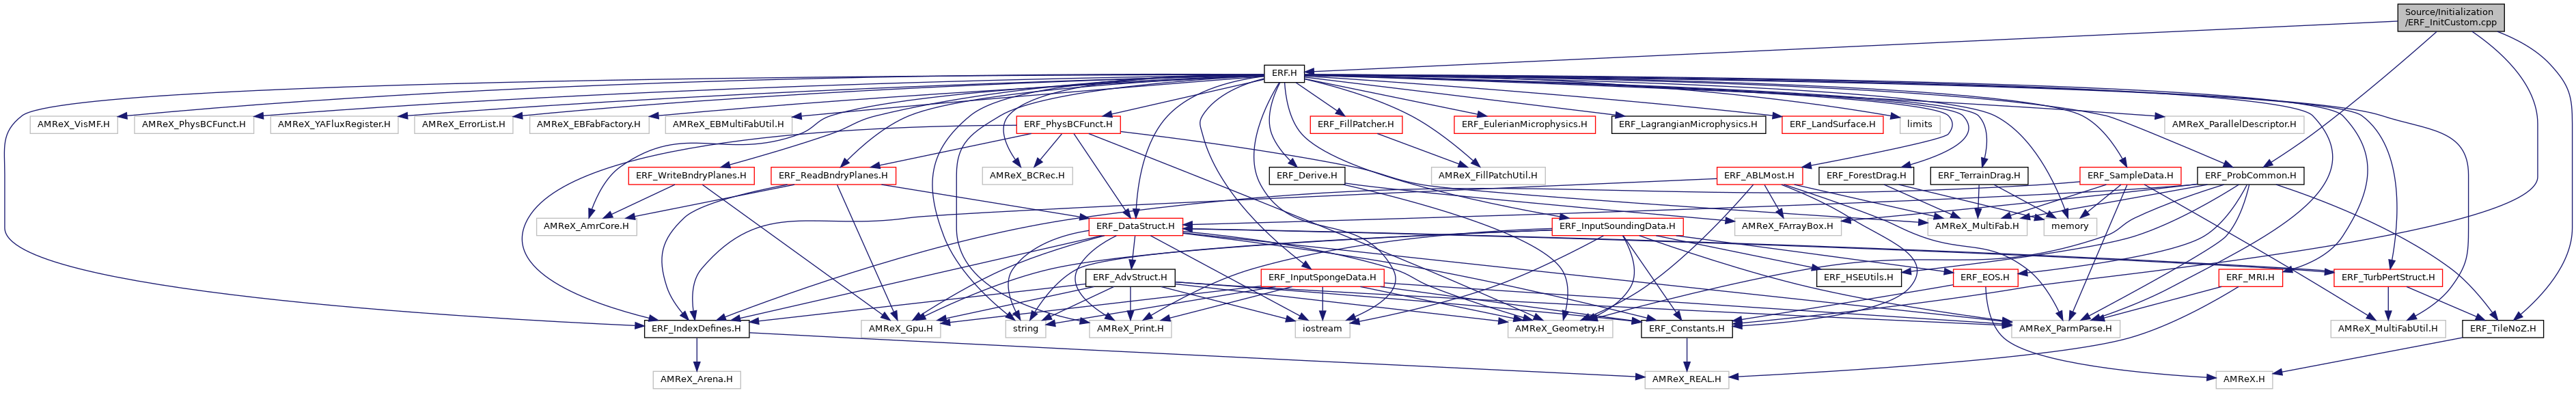 Source/Initialization
/ERF_InitCustom.cpp
ERF.H
AMReX_VisMF.H
AMReX_PhysBCFunct.H
AMReX_YAFluxRegister.H
AMReX_ErrorList.H
AMReX_EBFabFactory.H
AMReX_EBMultiFabUtil.H
ERF_PhysBCFunct.H
ERF_FillPatcher.H
ERF_EulerianMicrophysics.H
ERF_LagrangianMicrophysics.H
ERF_LandSurface.H
limits
AMReX_ParallelDescriptor.H
ERF_WriteBndryPlanes.H
ERF_ReadBndryPlanes.H
AMReX_BCRec.H
ERF_Derive.H
AMReX_FillPatchUtil.H
ERF_ABLMost.H
ERF_ForestDrag.H
ERF_TerrainDrag.H
ERF_SampleData.H
ERF_ProbCommon.H
AMReX_AmrCore.H
ERF_DataStruct.H
ERF_InputSoundingData.H
AMReX_FArrayBox.H
AMReX_MultiFab.H
memory
ERF_AdvStruct.H
ERF_InputSpongeData.H
ERF_HSEUtils.H
ERF_EOS.H
ERF_MRI.H
ERF_TurbPertStruct.H
ERF_IndexDefines.H
AMReX_Gpu.H
string
AMReX_Print.H
iostream
AMReX_Geometry.H
ERF_Constants.H
AMReX_ParmParse.H
AMReX_MultiFabUtil.H
ERF_TileNoZ.H
AMReX_Arena.H
AMReX_REAL.H
AMReX.H